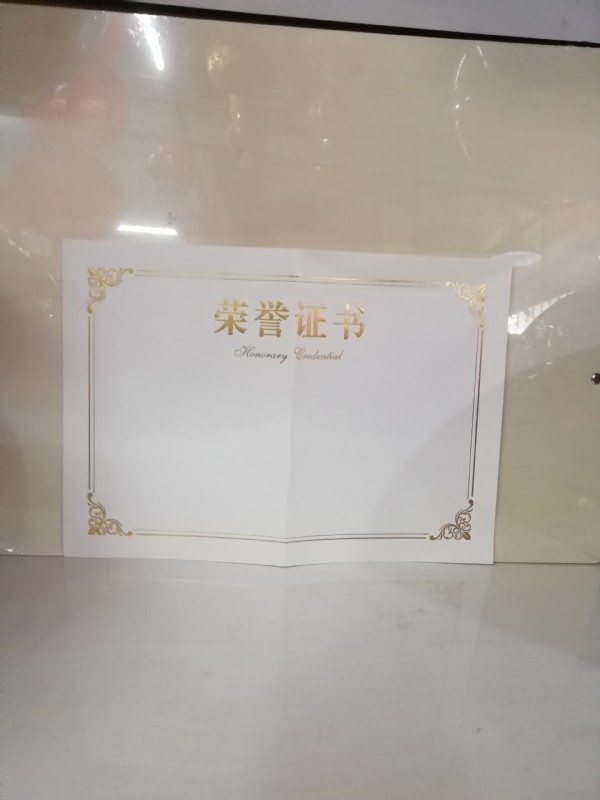 荣誉证书
Honorary Credential